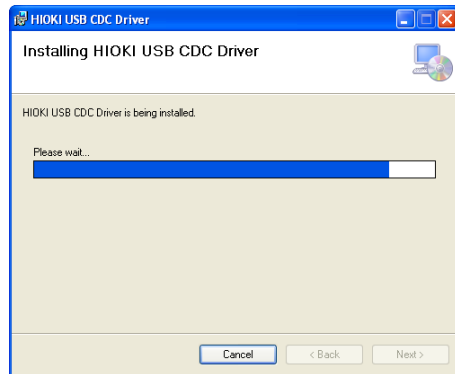 HIOKI USB CDC Driver
Installing HIOKI USB CDC Driver
HIOKI USB CDC Driver is being installed.
Please wait...
Cancel
< Back
Next >